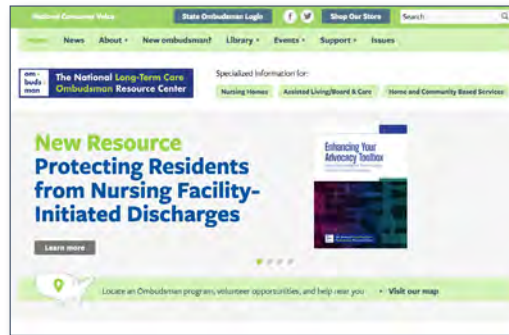 National Consumer Voice
State Ombudsman Login
Shop Our Store
Search
Home
News
About
New ombudsman?
Library
Events
Support
Issues
om-
buds
man
The National Long-Term Care
Ombudsman Resource Center
Specialized Information for:
Nursing Homes
Assisted Living/Board & Care
Home and Community Based Services
New Resource
Protecting Residents
from Nursing Facility-
Initiated Discharges
Learn more
Enhancing Your
Advocacy Toolbox
Locate an Ombudsman program, volunteer opportunities, and help near you
Visit our map